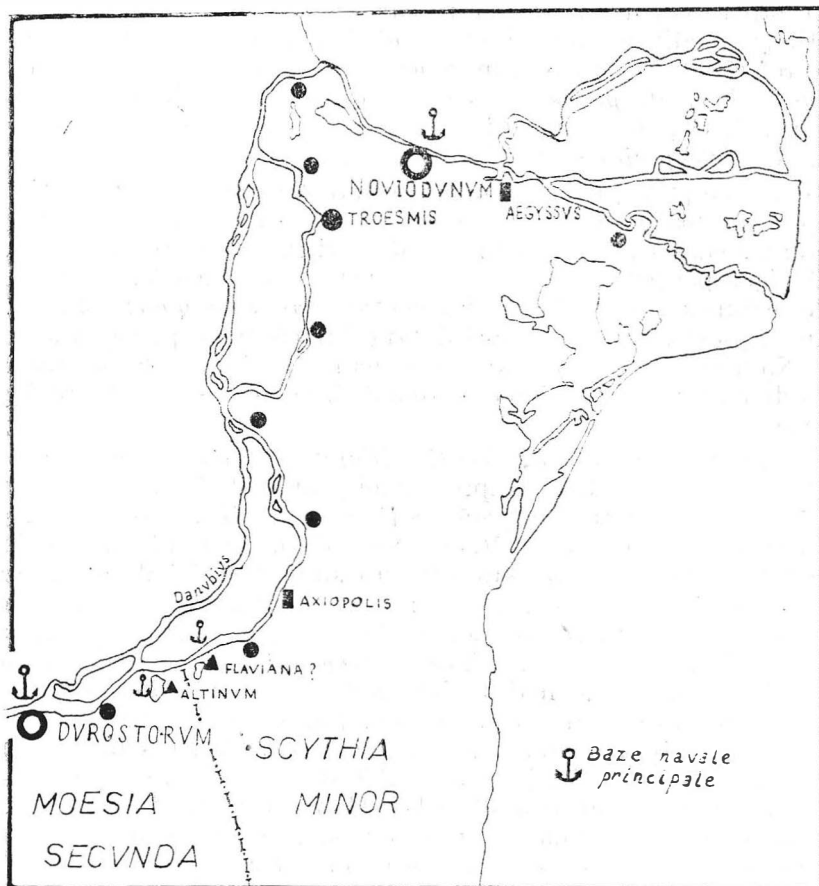 NOVIODVNVM
TROESMIS
AEGYSSVS
Danvbivs
AXIOPOLIS
FLAVIANA?
ALTINVM
DVROSTORVM
SCYTHIA
MINOR
MOESIA
SECVNDA
Baze navale
principale